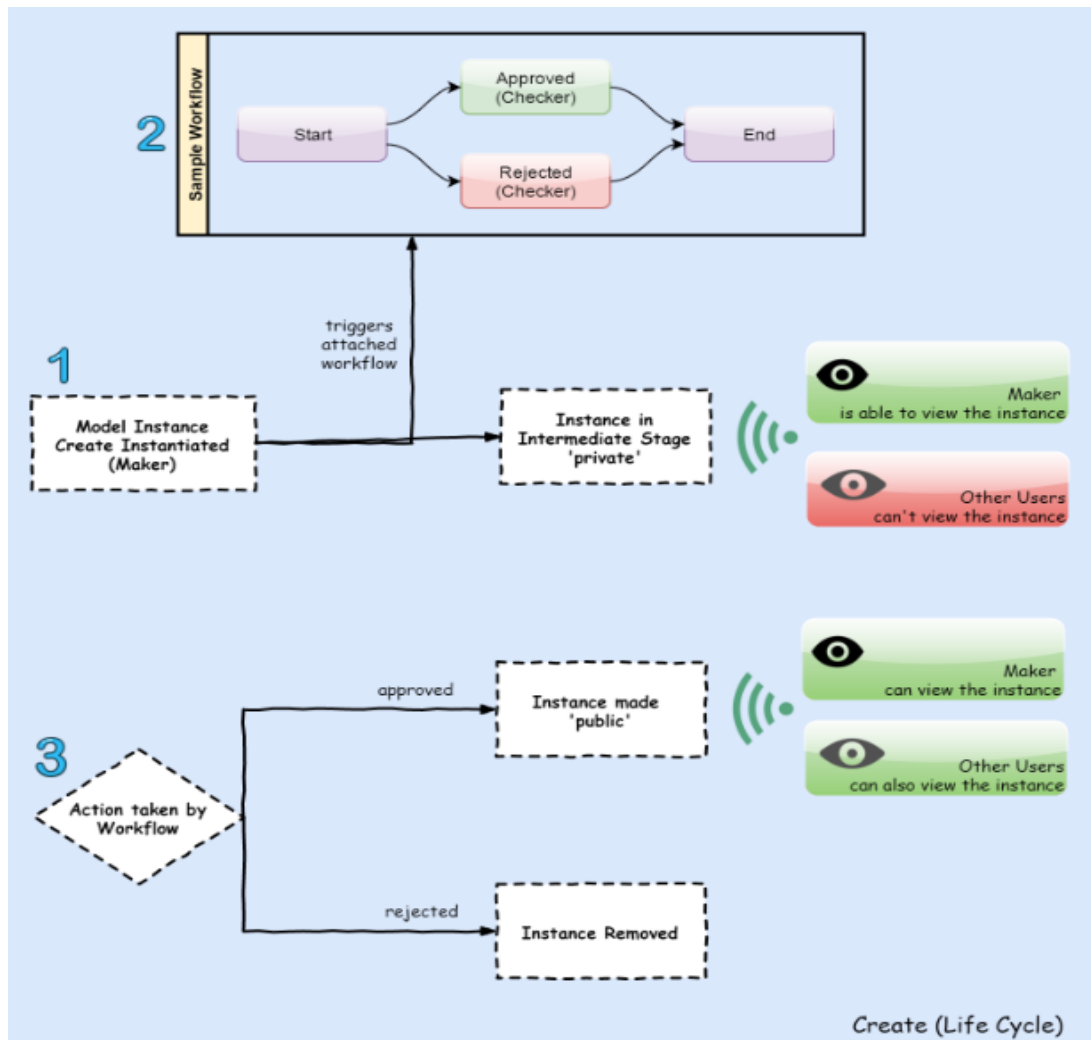 2
Sample Workflow
Start
Approved
(Checker)
Rejected
(Checker)
End
triggers
attached
workflow
1
Model Instance
Create Instantiated
(Maker)
Instance in
Intermediate Stage
'private'
Maker
is able to view the instance
Other Users
can't view the instance
3
Action taken by
Workflow
approved
Instance made
'public'
Maker
can view the instance
Other Users
can also view the instance
rejected
Instance Removed
Create (Life Cycle)